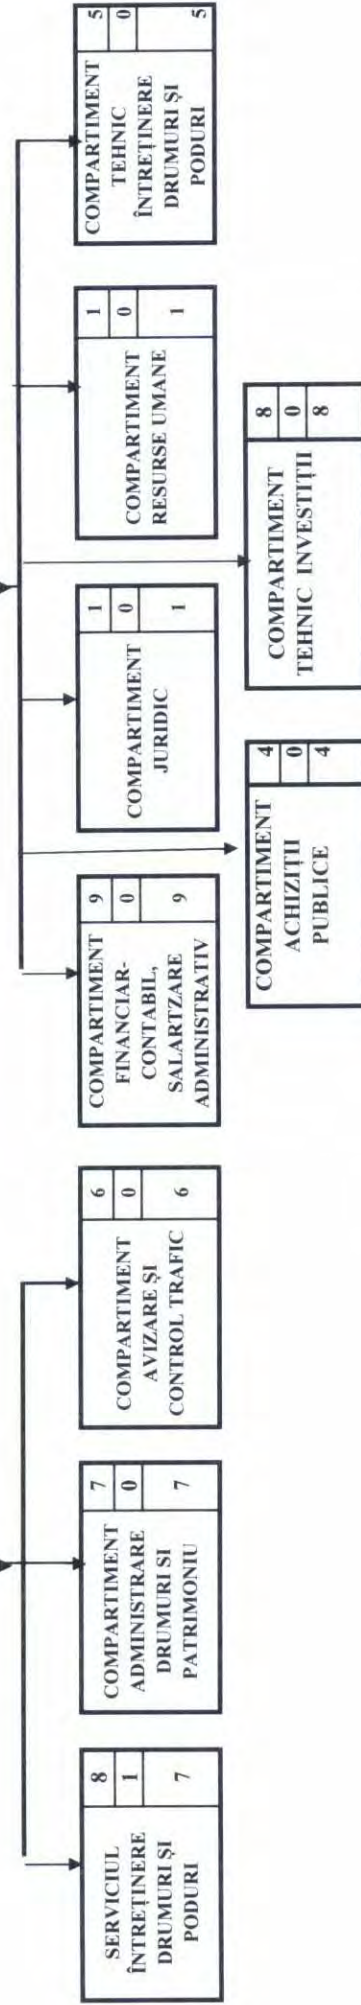 SERVICIUL
ÎNTREȚINERE
DRUMURI ȘI
PODURI
8
1
7
COMPARTIMENT
ADMINISTRARE
DRUMURI SI
PATRIMONIU
7
0
7
COMPARTIMENT
AVIZARE ȘI
CONTROL TRAFIC
6
0
6
COMPARTIMENT
FINANCIAR-
CONTABIL,
SALARTZARE
ADMINISTRATIV
9
0
9
COMPARTIMENT
JURIDIC
1
0
1
COMPARTIMENT
RESURSE UMANE
1
0
1
COMPARTIMENT
TEHNIC
ÎNTREȚINERE
DRUMURI ȘI
PODURI
5
0
5
COMPARTIMENT
ACHIZIȚII
PUBLICE
4
0
4
COMPARTIMENT
TEHNIC INVESTIȚII
8
0
8